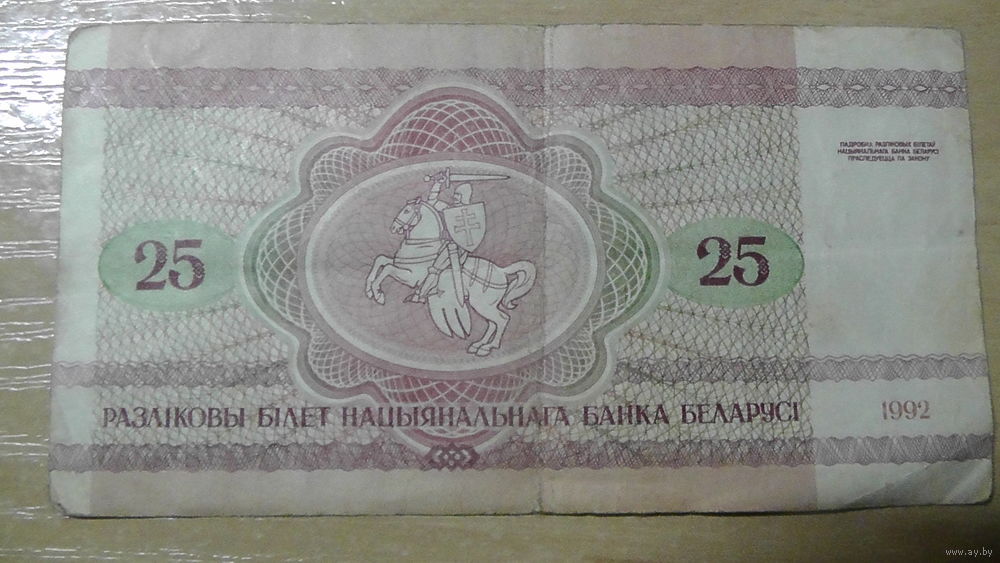 ПАДРОБКА РАЗЛІКОВЫХ БІЛЕТАЎ
НАЦЫЯНАЛЬНАГА БАНКА БЕЛАРУСІ
ПРАСЛЕДУЕЦЦА ПА ЗАКОНУ
25
25
РАЗЛІКОВЫ БІЛЕТ НАЦЫЯНАЛЬНАГА БАНКА БЕЛАРУСІ
1992
www.ay.by